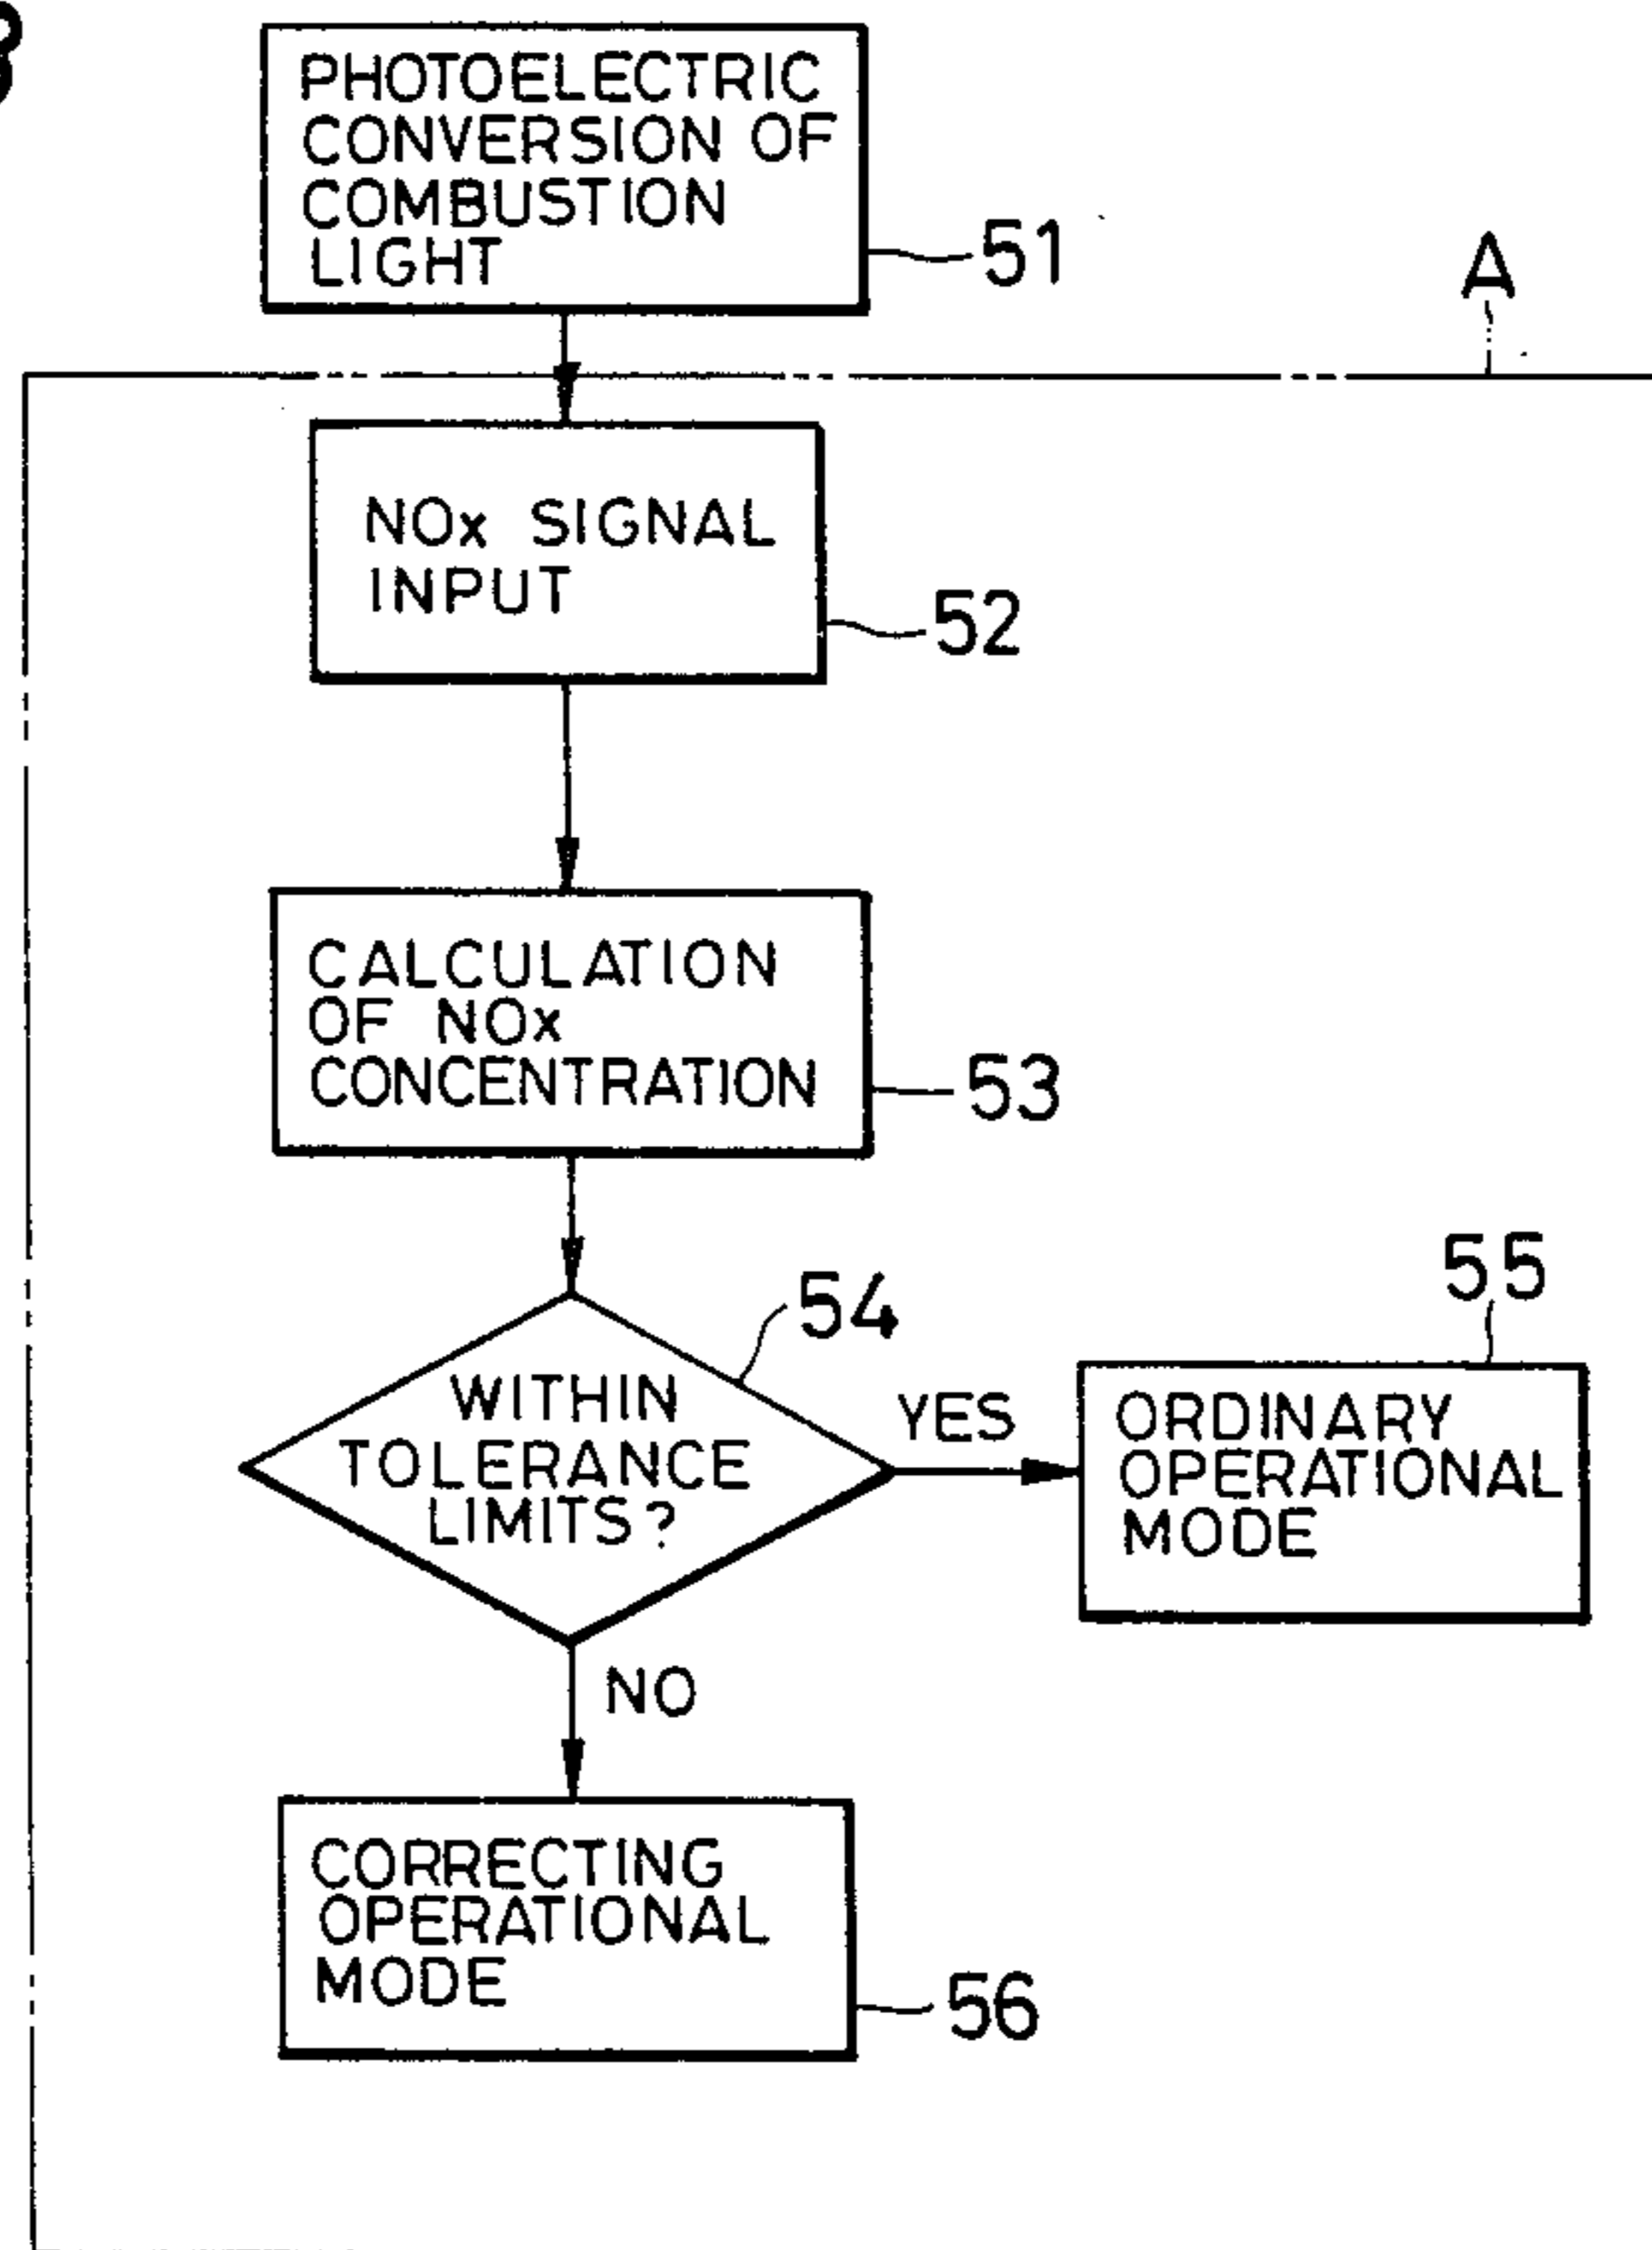 PHOTOELECTRIC
CONVERSION OF
COMBUSTION
LIGHT
51
A
NOx SIGNAL
INPUT
52
CALCULATION
OF NOx
CONCENTRATION
53
54
55
WITHIN
TOLERANCE
LIMITS?
YES
ORDINARY
OPERATIONAL
MODE
NO
CORRECTING
OPERATIONAL
MODE
56